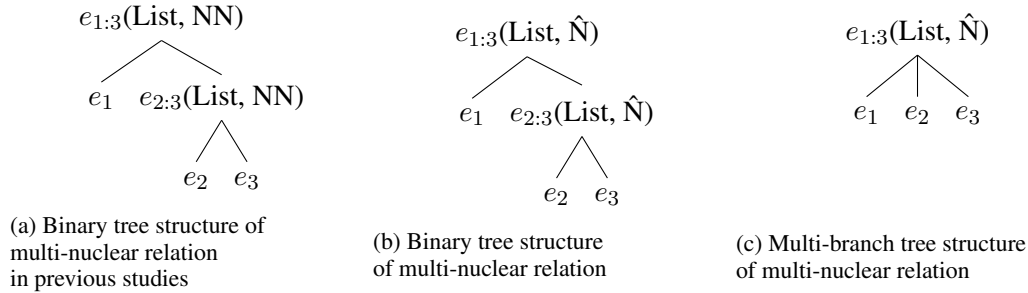 e1:3(List, NN)
e1 e2:3(List, NN)
e2 e3
(a) Binary tree structure of
multi-nuclear relation
in previous studies
e1:3(List, N̂)
e1 e2:3(List, N̂)
e2 e3
(b) Binary tree structure
of multi-nuclear relation
e1:3(List, N̂)
e1 e2 e3
(c) Multi-branch tree structure
of multi-nuclear relation